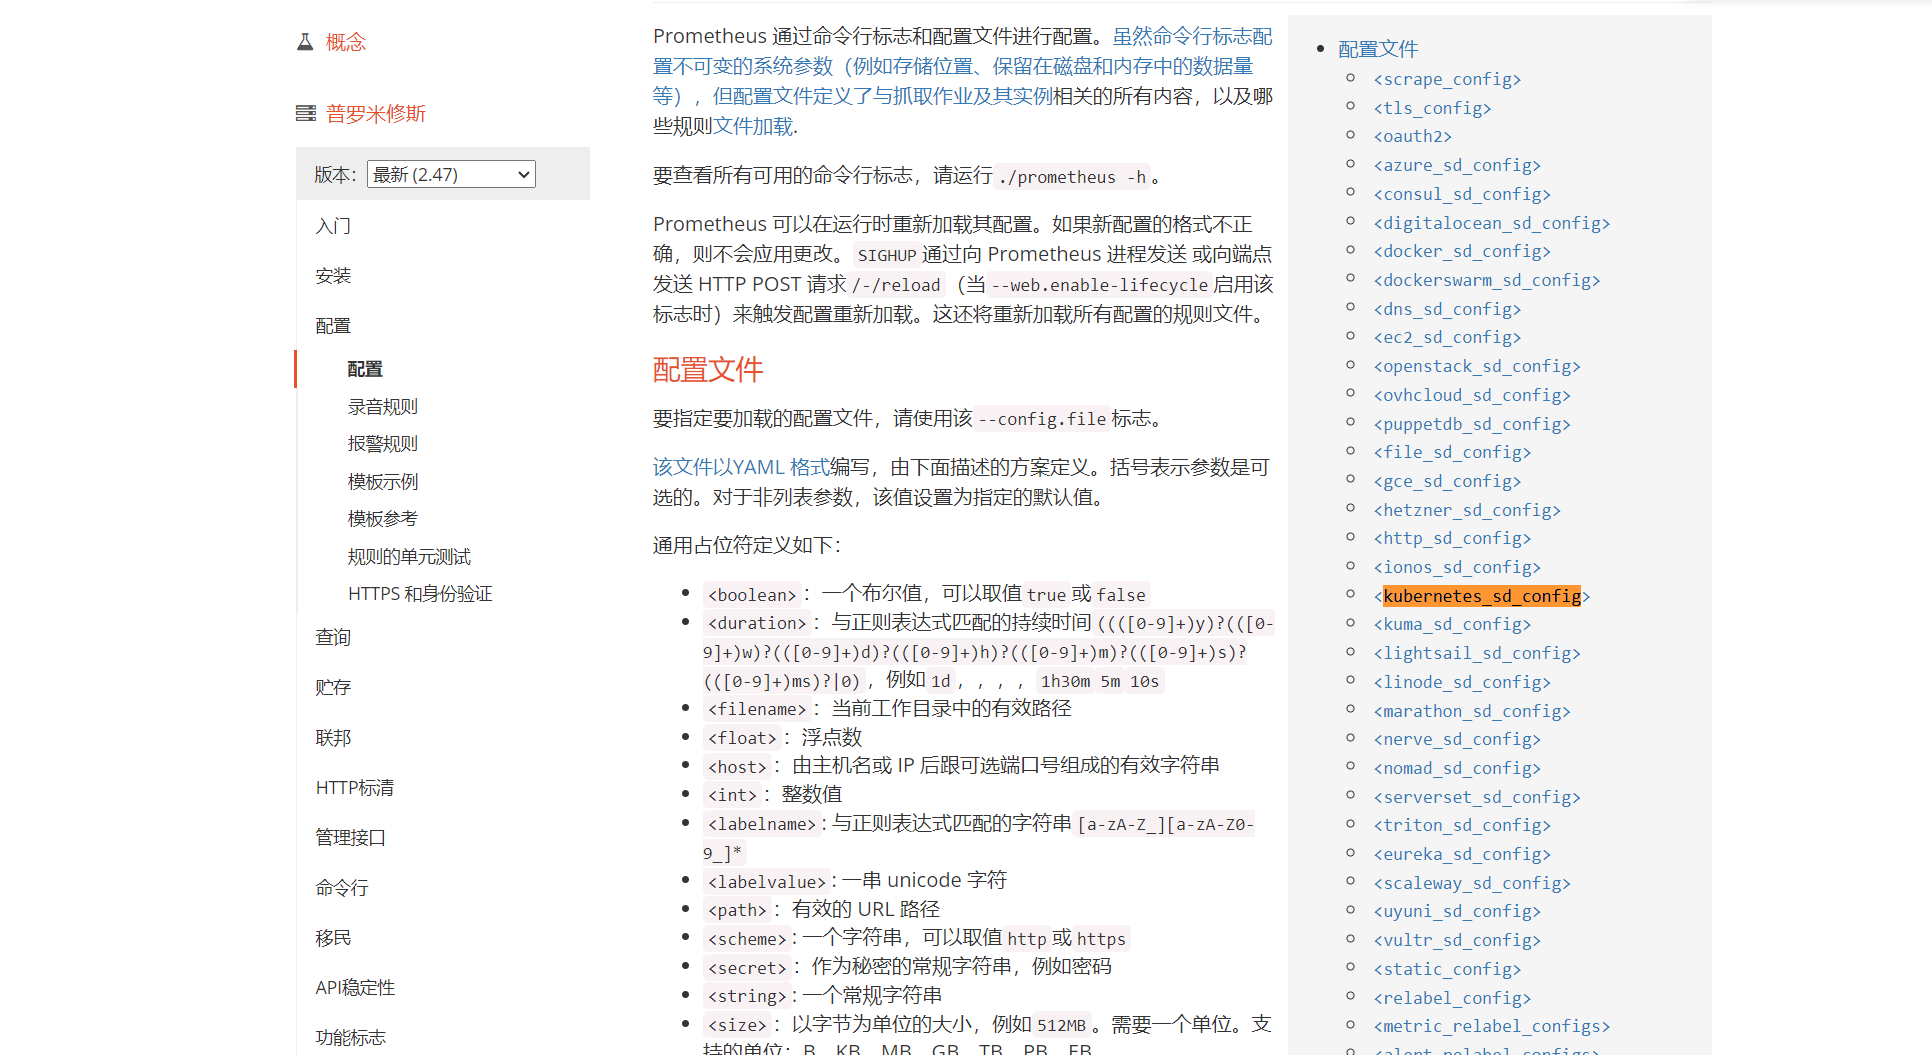 概念
普罗米修斯
版本： 最新 (2.47)
入门
安装
配置
配置
录音规则
报警规则
模板示例
模板参考
规则的单元测试
HTTPS 和身份验证
查询
贮存
联邦
HTTP标清
管理接口
命令行
移民
API稳定性
功能标志
Prometheus 通过命令行标志和配置文件进行配置。虽然命令行标志配
置不可变的系统参数（例如存储位置、保留在磁盘和内存中的数据量
等），但配置文件定义了与抓取作业及其实例相关的所有内容，以及哪
些规则文件加载.
要查看所有可用的命令行标志，请运行 ./prometheus -h 。
Prometheus 可以在运行时重新加载其配置。如果新配置的格式不正
确，则不会应用更改。 SIGHUP 通过向 Prometheus 进程发送 或向端点
发送 HTTP POST 请求 /-/reload （当 --web.enable-lifecycle 启用该
标志时）来触发配置重新加载。这还将重新加载所有配置的规则文件。
配置文件
要指定要加载的配置文件，请使用该 --config.file 标志。
该文件以YAML 格式编写，由下面描述的方案定义。括号表示参数是可
选的。对于非列表参数，该值设置为指定的默认值。
通用占位符定义如下：
<boolean> ：一个布尔值，可以取值 true 或 false
<duration> ：与正则表达式匹配的持续时间 ((([0-9]+)y)?(([0-
9]+)w)?(([0-9]+)d)?(([0-9]+)h)?(([0-9]+)m)?(([0-9]+)s)?
(([0-9]+)ms)?|0) ，例如 1d ，，，， 1h30m 5m 10s
<filename> ：当前工作目录中的有效路径
<float> ：浮点数
<host> ：由主机名或 IP 后跟可选端口号组成的有效字符串
<int> ：整数值
<labelname> : 与正则表达式匹配的字符串 [a-zA-Z_][a-zA-Z0-
9_]*
<labelvalue> : 一串 unicode 字符
<path> ：有效的 URL 路径
<scheme> : 一个字符串，可以取值 http 或 https
<secret> ：作为秘密的常规字符串，例如密码
<string> : 一个常规字符串
<size> ：以字节为单位的大小，例如 512MB 。需要一个单位。支
持的单位：B、KB、MB、GB、TB、PB、EB
配置文件
<scrape_config>
<tls_config>
<oauth2>
<azure_sd_config>
<consul_sd_config>
<digitalocean_sd_config>
<docker_sd_config>
<dockerswarm_sd_config>
<dns_sd_config>
<ec2_sd_config>
<openstack_sd_config>
<ovhcloud_sd_config>
<puppetdb_sd_config>
<file_sd_config>
<gce_sd_config>
<hetzner_sd_config>
<http_sd_config>
<ionos_sd_config>
<kubernetes_sd_config>
<kuma_sd_config>
<lightsail_sd_config>
<linode_sd_config>
<marathon_sd_config>
<nerve_sd_config>
<nomad_sd_config>
<serverset_sd_config>
<triton_sd_config>
<eureka_sd_config>
<scaleway_sd_config>
<uyuni_sd_config>
<vultr_sd_config>
<static_config>
<relabel_config>
<metric_relabel_configs>
<alert_relabel_configs>